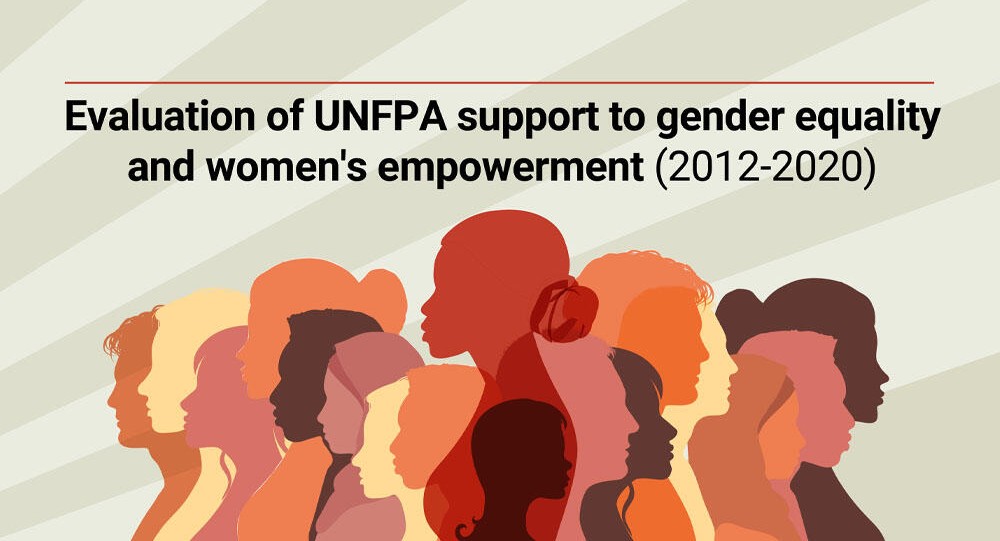 Evaluation of UNFPA support to gender equality
and women's empowerment (2012-2020)